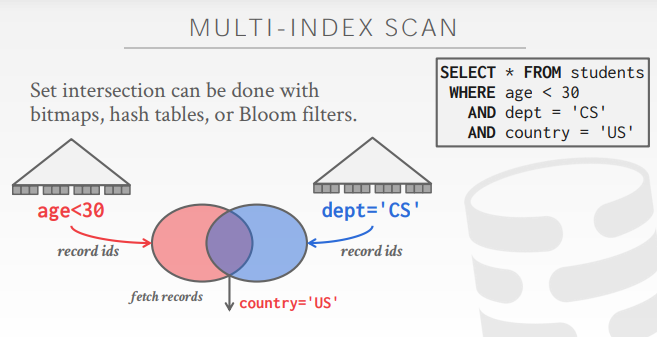 MULTI-INDEX SCAN
Set intersection can be done with
bitmaps, hash tables, or Bloom filters.
SELECT * FROM students
WHERE age < 30
AND dept = 'CS'
AND country = 'US'
age<30
dept='CS'
record ids
record ids
fetch records
country='US'